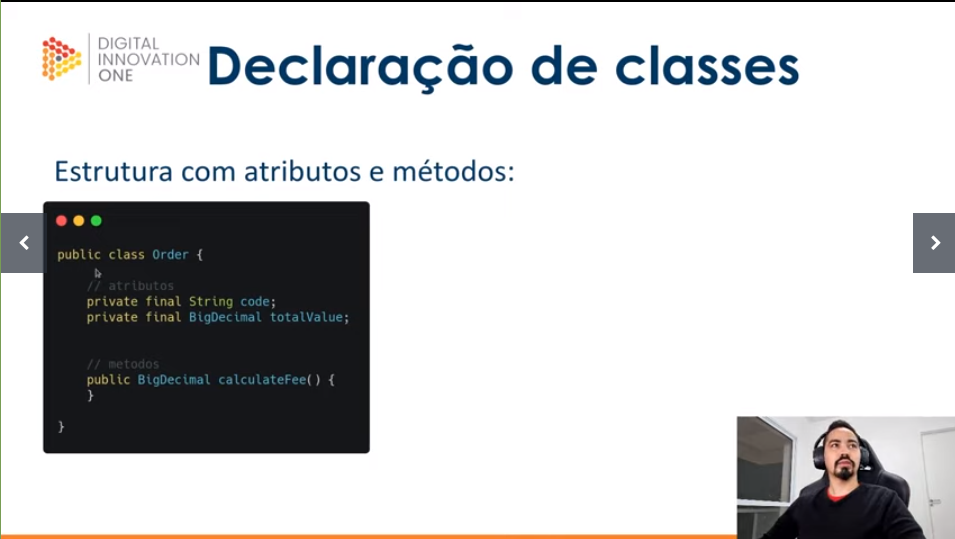 DIGITAL
INNOVATION
ONE
Declaração de classes
Estrutura com atributos e métodos:
public class Order {
// atributos
private final String code;
private final BigDecimal totalValue;
// metodos
public BigDecimal calculateFee() {
}
}